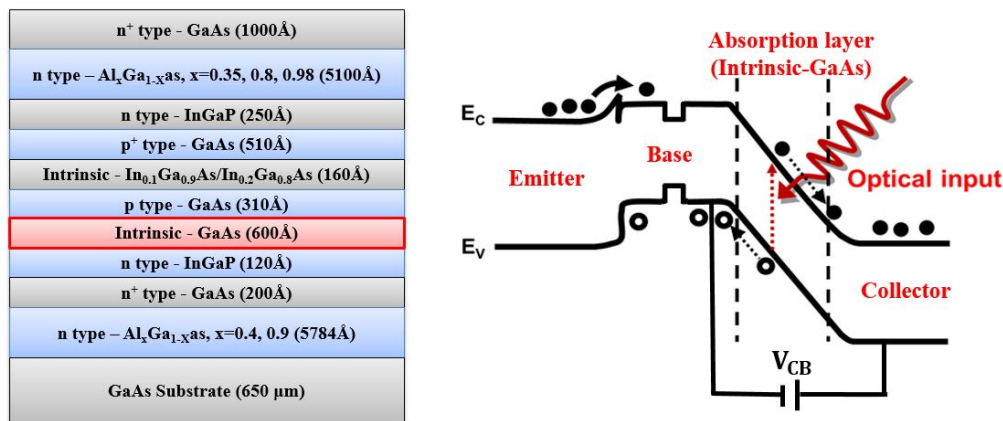 n⁺ type - GaAs (1000Å)
n type – AlₓGa₁₋ₓas, x=0.35, 0.8, 0.98 (5100Å)
n type - InGaP (250Å)
p⁺ type - GaAs (510Å)
Intrinsic - In₀.₁Ga₀.₉As/In₀.₂Ga₀.₈As (160Å)
p type - GaAs (310Å)
Intrinsic - GaAs (600Å)
n type - InGaP (120Å)
n⁺ type - GaAs (200Å)
n type – AlₓGa₁₋ₓas, x=0.4, 0.9 (5784Å)
GaAs Substrate (650 μm)
Absorption layer
(Intrinsic-GaAs)
E_C
Base
Emitter
Optical input
E_V
Collector
V_CB